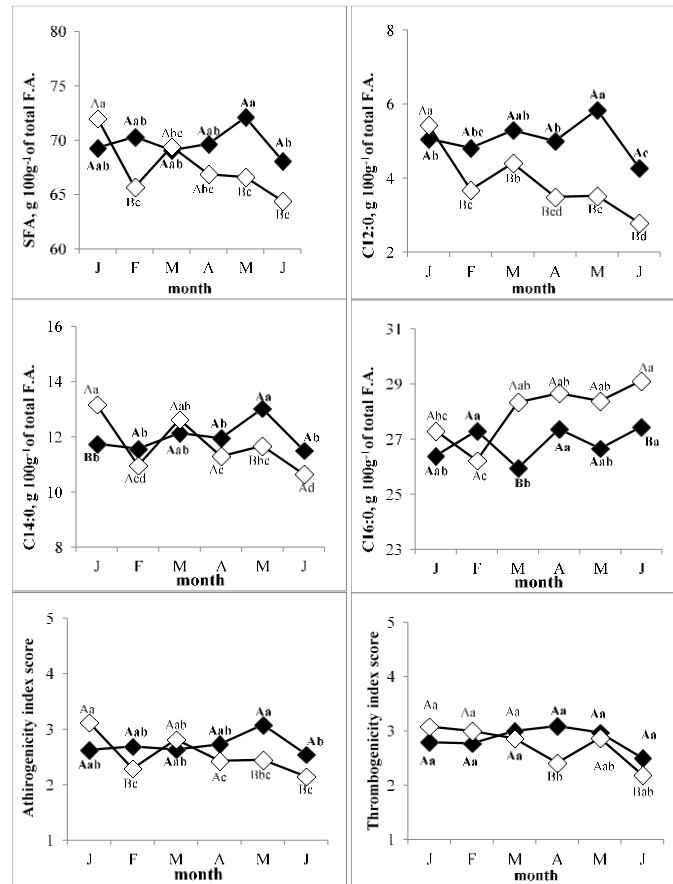 80
75
70
65
60
SFA, g 100g-1 of total F.A.
Aa Aab Abc Aab Aa Ab
Aab Bc Aab Abc Bc Bc
J F M A M J
month
8
6
4
2
C12:0, g 100g-1 of total F.A.
Aa Abc Aab Ab Aa Ac
Ab Bc Bb Bcd Bc Bd
J F M A M J
month
16
14
12
10
8
C14:0, g 100g-1 of total F.A.
Aa Ab Aab Ab Aa Ab
Bb Acd Aab Ac Bbc Ad
J F M A M J
month
31
29
27
25
23
C16:0, g 100g-1 of total F.A.
Abc Aa Aab Aab Aab Aa
Aab Ac Bb Aa Aab Ba
J F M A M J
month
5
4
3
2
1
Athirogenicity index score
Aa Aab Aab Aab Aa Ab
Aab Bc Aab Ac Bbc Bc
J F M A M J
month
5
4
3
2
1
Thrombogenicity index score
Aa Aa Aa Aa Aa Aa
Aa Aa Aa Bb Aab Bab
J F M A M J
month